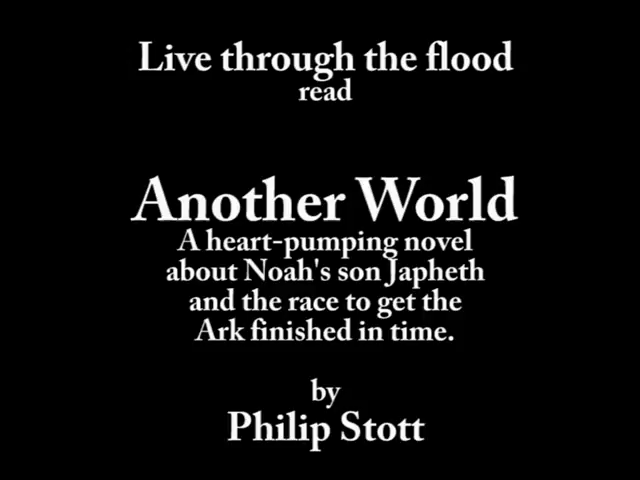 Live through the flood
read
Another World
A heart-pumping novel
about Noah's son Japheth
and the race to get the
Ark finished in time.
by
Philip Stott